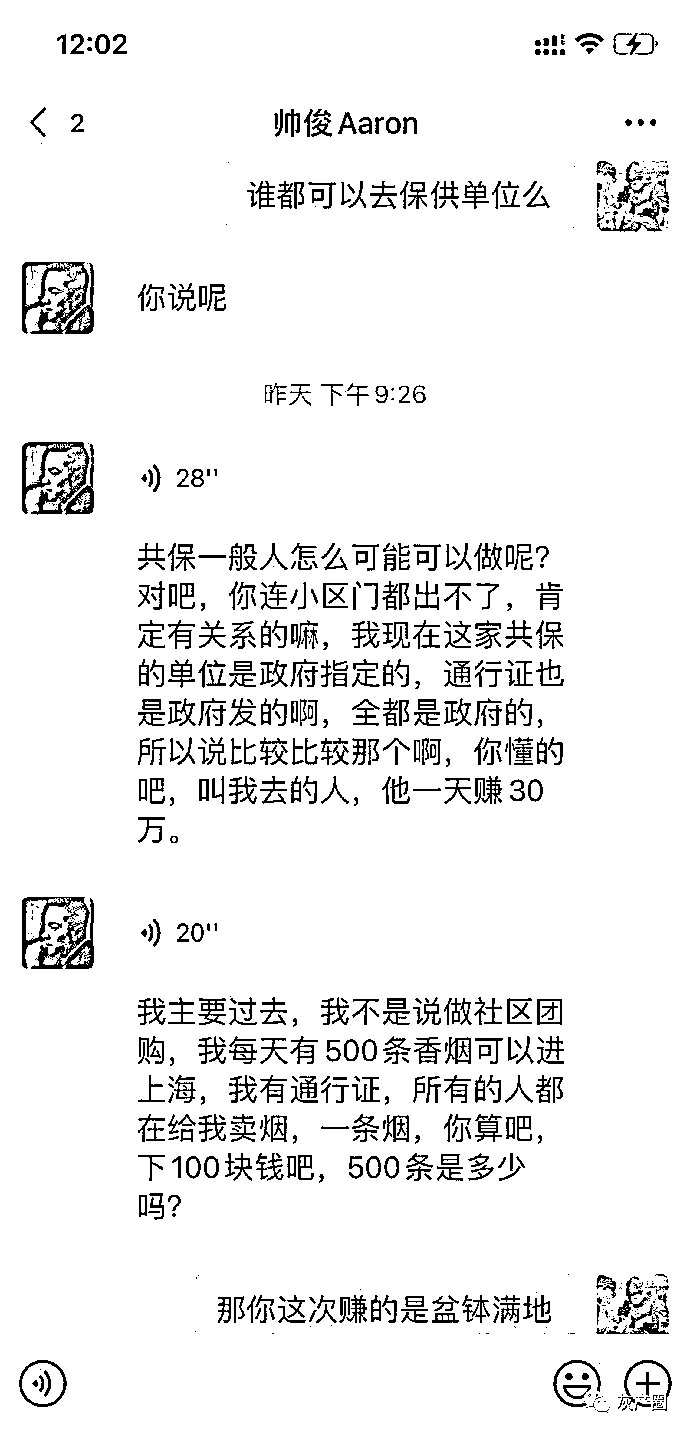 12:02
2
帅俊Aaron
谁都可以去保供单位么
你说呢
昨天 下午9:26
28"
共保一般人怎么可能可以做呢?
对吧，你连小区门都出不了，肯
定有关系的嘛，我现在这家共保
的单位是政府指定的，通行证也
是政府发的啊，全都是政府的，
所以说比较比较那个啊，你懂的
吧，叫我去的人，他一天赚30
万。
20"
我主要过去，我不是说做社区团
购，我每天有500条香烟可以进
上海，我有通行证，所有的人都
在给我卖烟，一条烟，你算吧，
下100块钱吧，500条是多少
吗?
那你这次赚的是盆钵满地
灰产圈